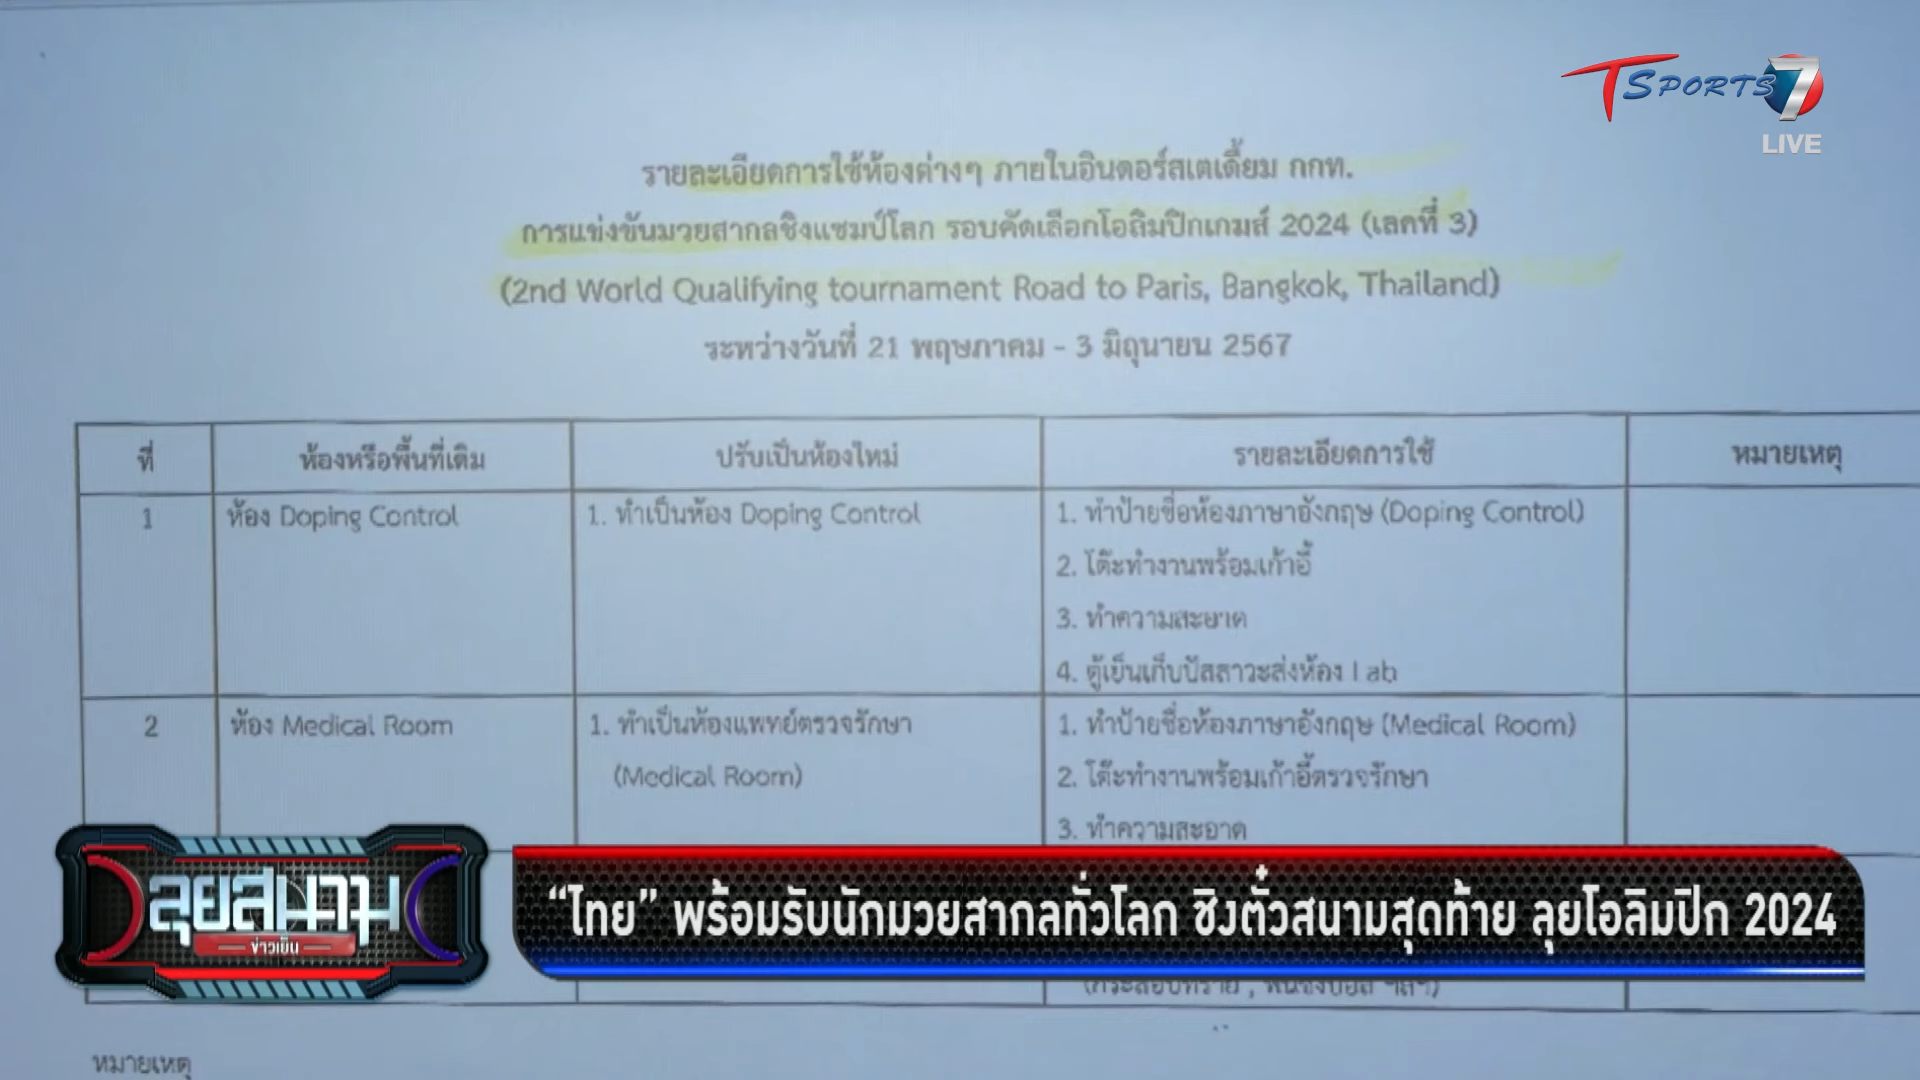 TSPORTS 7
LIVE
รายละเอียดการใช้ห้องต่างๆ ภายในอินดอร์สเตเดี้ยม กกท.
การแข่งขันมวยสากลชิงแชมป์โลก รอบคัดเลือกโอลิมปิกเกมส์ 2024 (เลคที่ 3)
(2nd World Qualifying tournament Road to Paris, Bangkok, Thailand)
ระหว่างวันที่ 21 พฤษภาคม - 3 มิถุนายน 2567
ที่ ห้องหรือพื้นที่เดิม ปรับเป็นห้องใหม่ รายละเอียดการใช้ หมายเหตุ
1 ห้อง Doping Control 1. ทำเป็นห้อง Doping Control 1. ทำป้ายชื่อห้องภาษาอังกฤษ (Doping Control)
2. โต๊ะทำงานพร้อมเก้าอี้
3. ทำความสะอาด
4. ตู้เย็นเก็บปัสสาวะส่งห้อง Lab
2 ห้อง Medical Room 1. ทำเป็นห้องแพทย์ตรวจรักษา 1. ทำป้ายชื่อห้องภาษาอังกฤษ (Medical Room)
(Medical Room) 2. โต๊ะทำงานพร้อมเก้าอี้ตรวจรักษา
3. ทำความสะอาด
ลุยสนาม
ข่าวเย็น
“ไทย” พร้อมรับนักมวยสากลทั่วโลก ชิงตั๋วสนามสุดท้าย ลุยโอลิมปิก 2024
หมายเหตุ